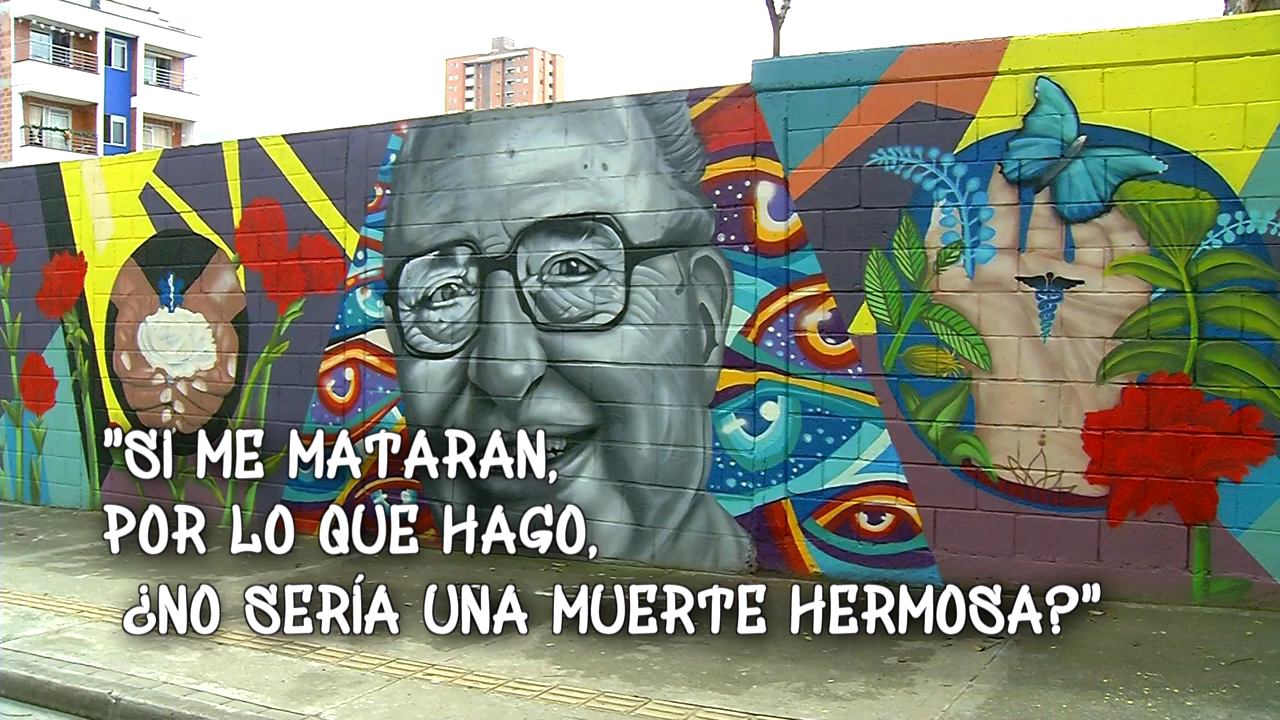 "SI ME MATARAN,
POR LO QUE HAGO,
¿NO SERÍA UNA MUERTE HERMOSA?"